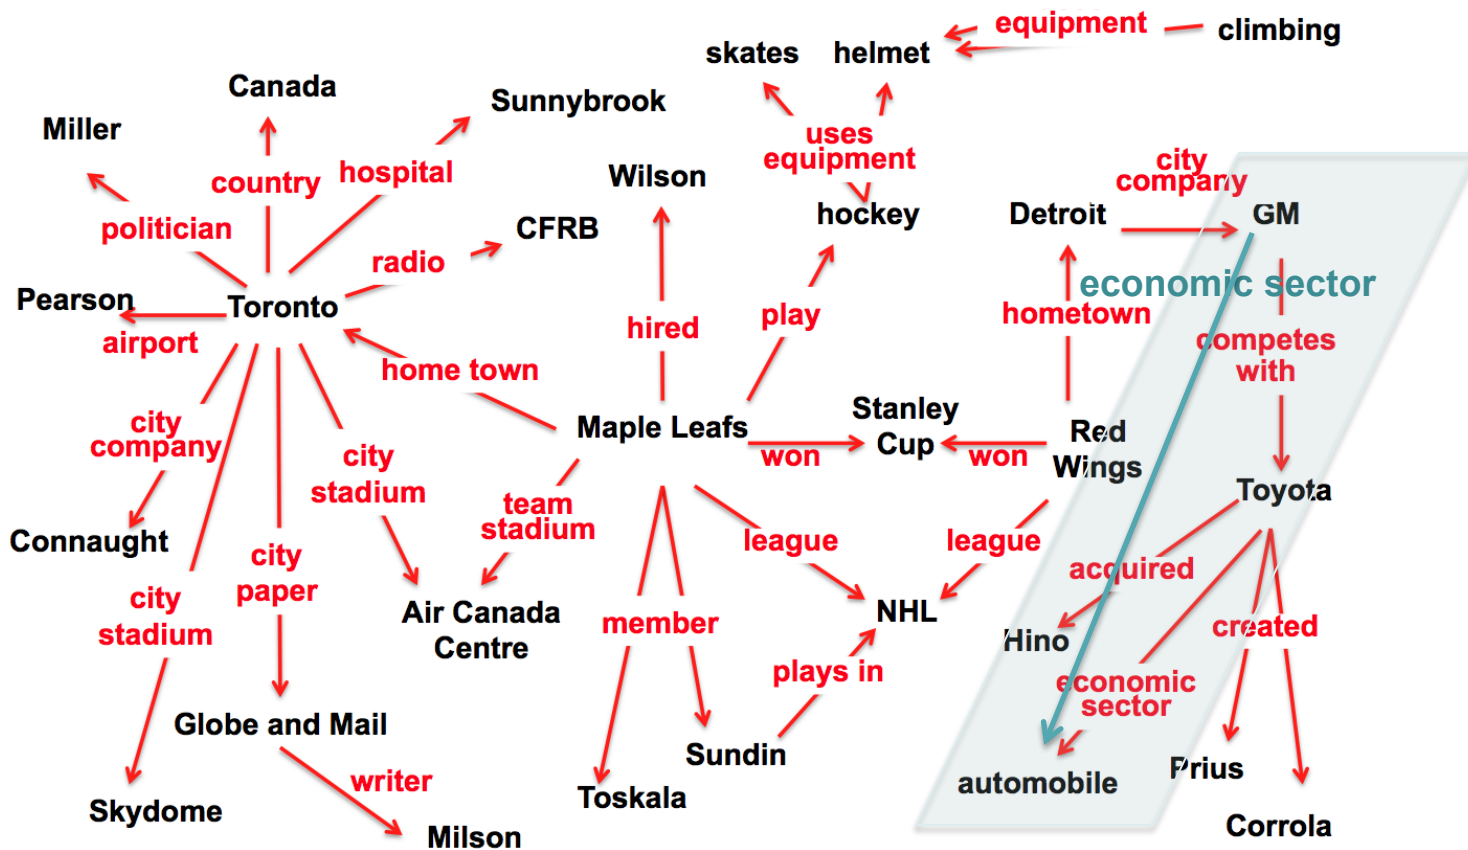 equipment
climbing
skates
helmet
Canada
Sunnybrook
Miller
uses
equipment
city
company
country
hospital
Wilson
hockey
Detroit
GM
politician
CFRB
radio
economic sector
Pearson
Toronto
airport
hired
play
hometown
competes
with
home town
Stanley
Cup
Maple Leafs
Red
Wings
won
won
city
company
city
stadium
Toyota
team
stadium
Connaught
league
league
city
paper
acquired
city
stadium
Air Canada
Centre
member
NHL
Hino
created
plays in
economic
sector
Globe and Mail
Sundin
Prius
writer
automobile
Skydome
Toskala
Milson
Corrola